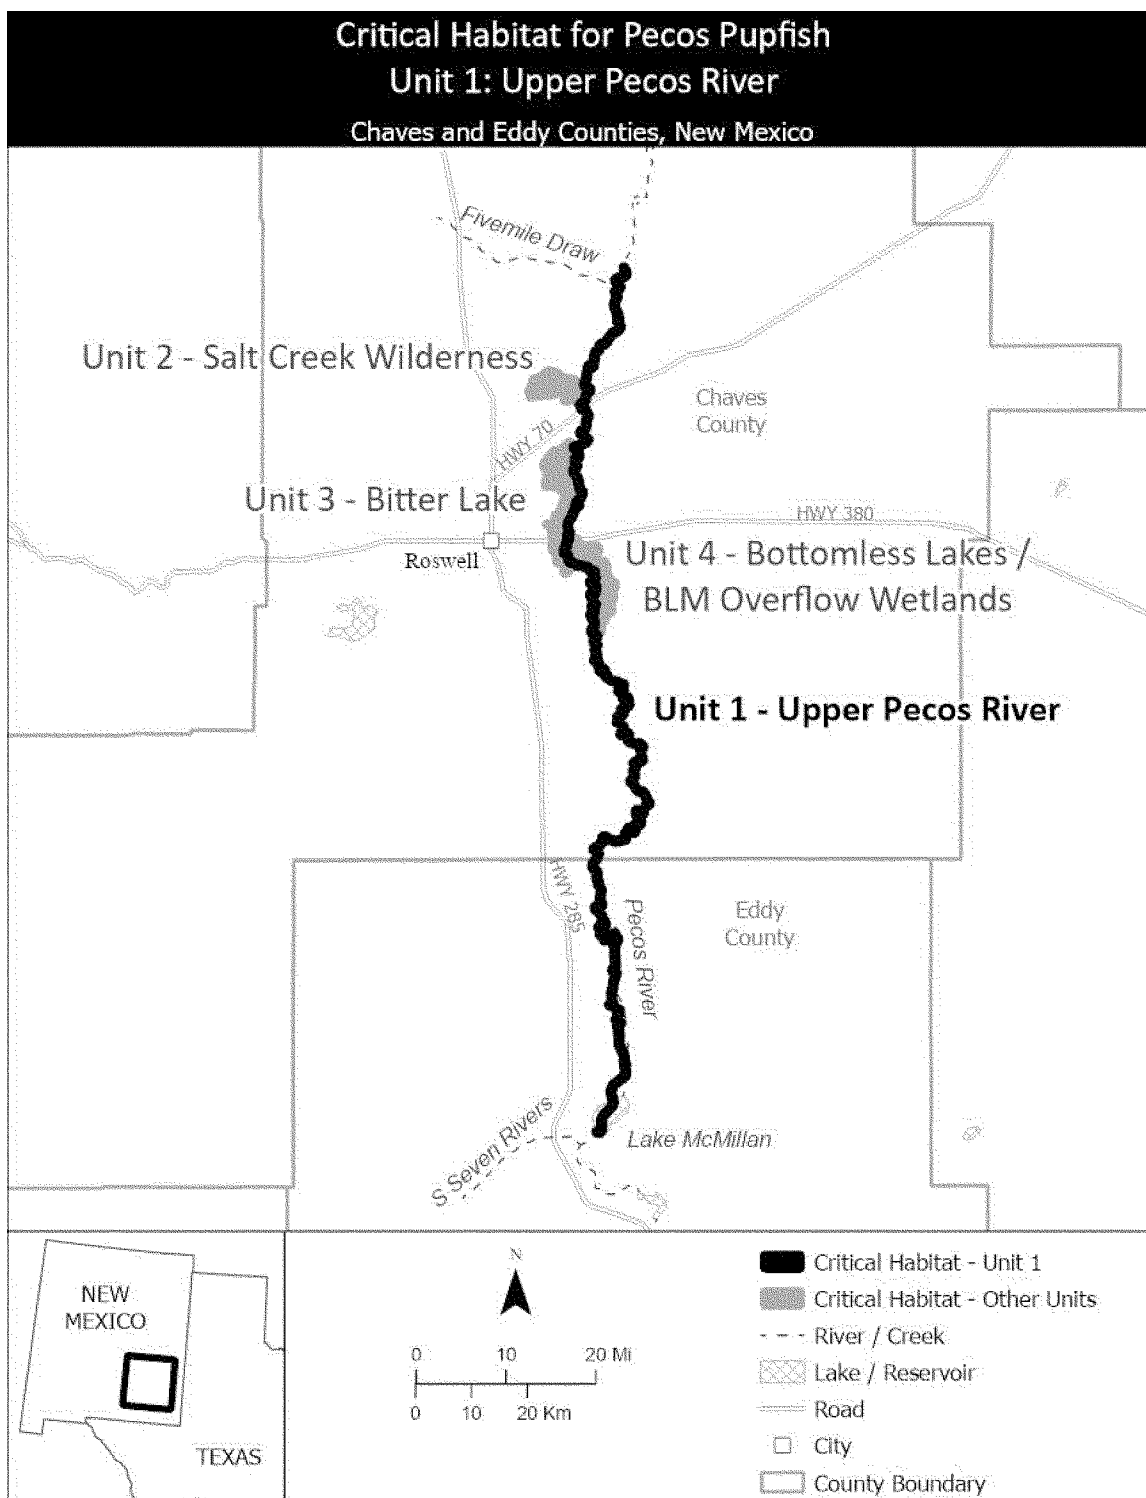 Critical Habitat for Pecos Pupfish
Unit 1: Upper Pecos River
Chaves and Eddy Counties, New Mexico
Fivemile Draw
Unit 2 - Salt Creek Wilderness
Chaves
County
HWY 70
Unit 3 - Bitter Lake
HWY 380
Roswell
Unit 4 - Bottomless Lakes /
BLM Overflow Wetlands
Unit 1 - Upper Pecos River
HWY 285
Pecos River
Eddy
County
S Seven Rivers
Lake McMillan
NEW
MEXICO
TEXAS
N
0 10 20 Mi
0 10 20 Km
Critical Habitat - Unit 1
Critical Habitat - Other Units
River / Creek
Lake / Reservoir
Road
City
County Boundary